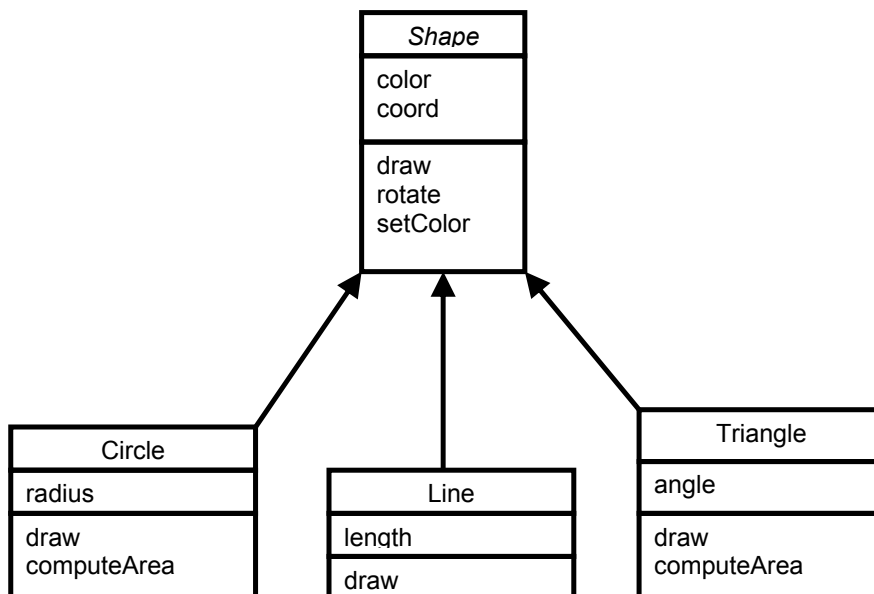 Shape
color
coord
draw
rotate
setColor
Circle
radius
draw
computeArea
Line
length
draw
Triangle
angle
draw
computeArea